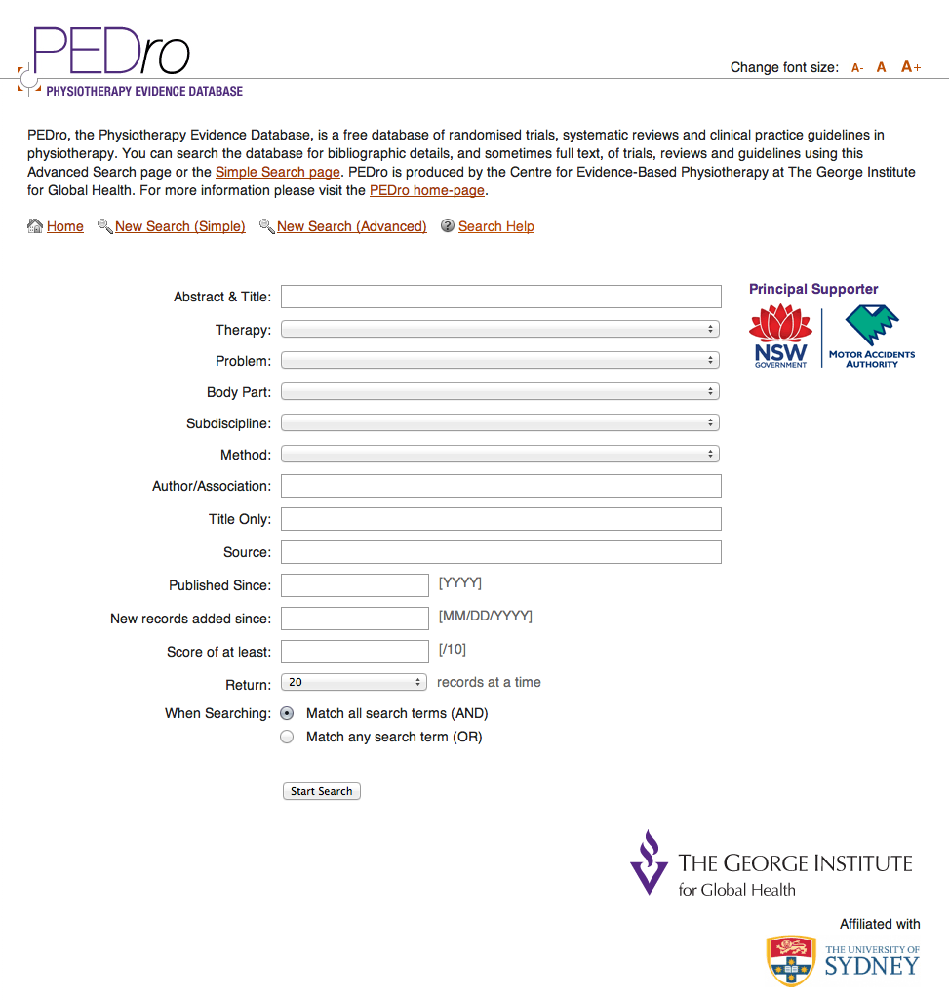 PEDro
PHYSIOTHERAPY EVIDENCE DATABASE
Change font size: A- A A+
PEDro, the Physiotherapy Evidence Database, is a free database of randomised trials, systematic reviews and clinical practice guidelines in
physiotherapy. You can search the database for bibliographic details, and sometimes full text, of trials, reviews and guidelines using this
Advanced Search page or the Simple Search page. PEDro is produced by the Centre for Evidence-Based Physiotherapy at The George Institute
for Global Health. For more information please visit the PEDro home-page.
Home New Search (Simple) New Search (Advanced) ? Search Help
Abstract & Title:
Therapy:
Problem:
Body Part:
Subdiscipline:
Method:
Author/Association:
Title Only:
Source:
Published Since: [YYYY]
New records added since: [MM/DD/YYYY]
Score of at least: [/10]
Return: 20 records at a time
When Searching: Match all search terms (AND)
Match any search term (OR)
Start Search
Principal Supporter
NSW
GOVERNMENT
MOTOR ACCIDENTS
AUTHORITY
THE GEORGE INSTITUTE
for Global Health
Affiliated with
THE UNIVERSITY OF
SYDNEY